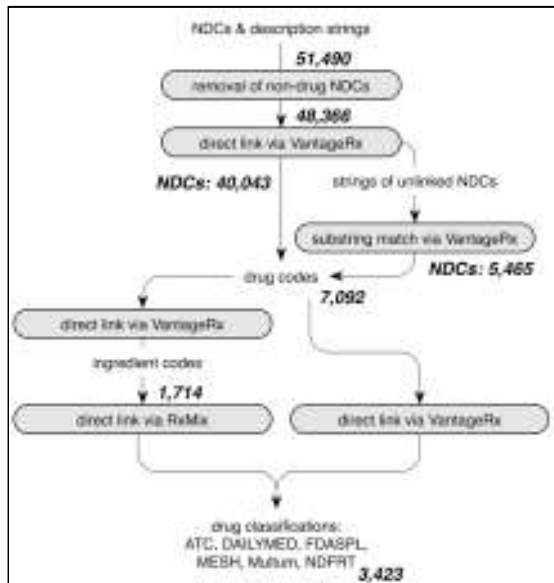 NDCs & description strings
51,490
removal of non-drug NDCs
48,366
direct link via VantageRx
NDCs: 40,043
strings of unlinked NDCs
substring match via VantageRx
NDCs: 5,465
drug codes
7,092
direct link via VantageRx
ingredient codes
1,714
direct link via RxMix
direct link via VantageRx
drug classifications:
ATC, DAILYMED, FDASPL,
MESH, Multum, NDFRT
3,423